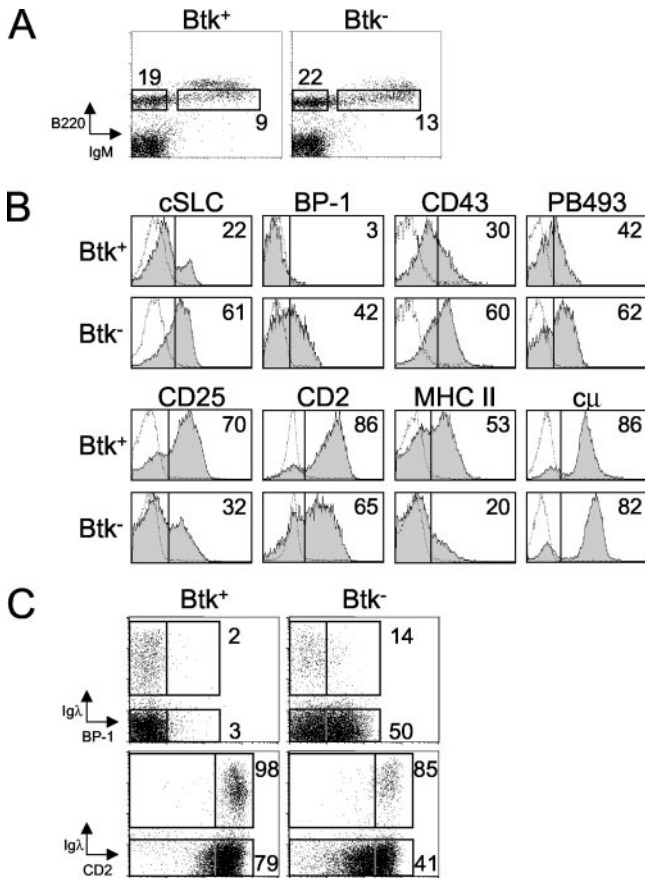 A
Btk+ Btk-
19 22
9 13
B220
IgM
B
cSLC BP-1 CD43 PB493
Btk+ 22 3 30 42
Btk- 61 42 60 62
CD25 CD2 MHC II cμ
Btk+ 70 86 53 86
Btk- 32 65 20 82
C
Btk+ Btk-
2 14
Igλ
BP-1
3 50
98 85
Igλ
CD2
79 41